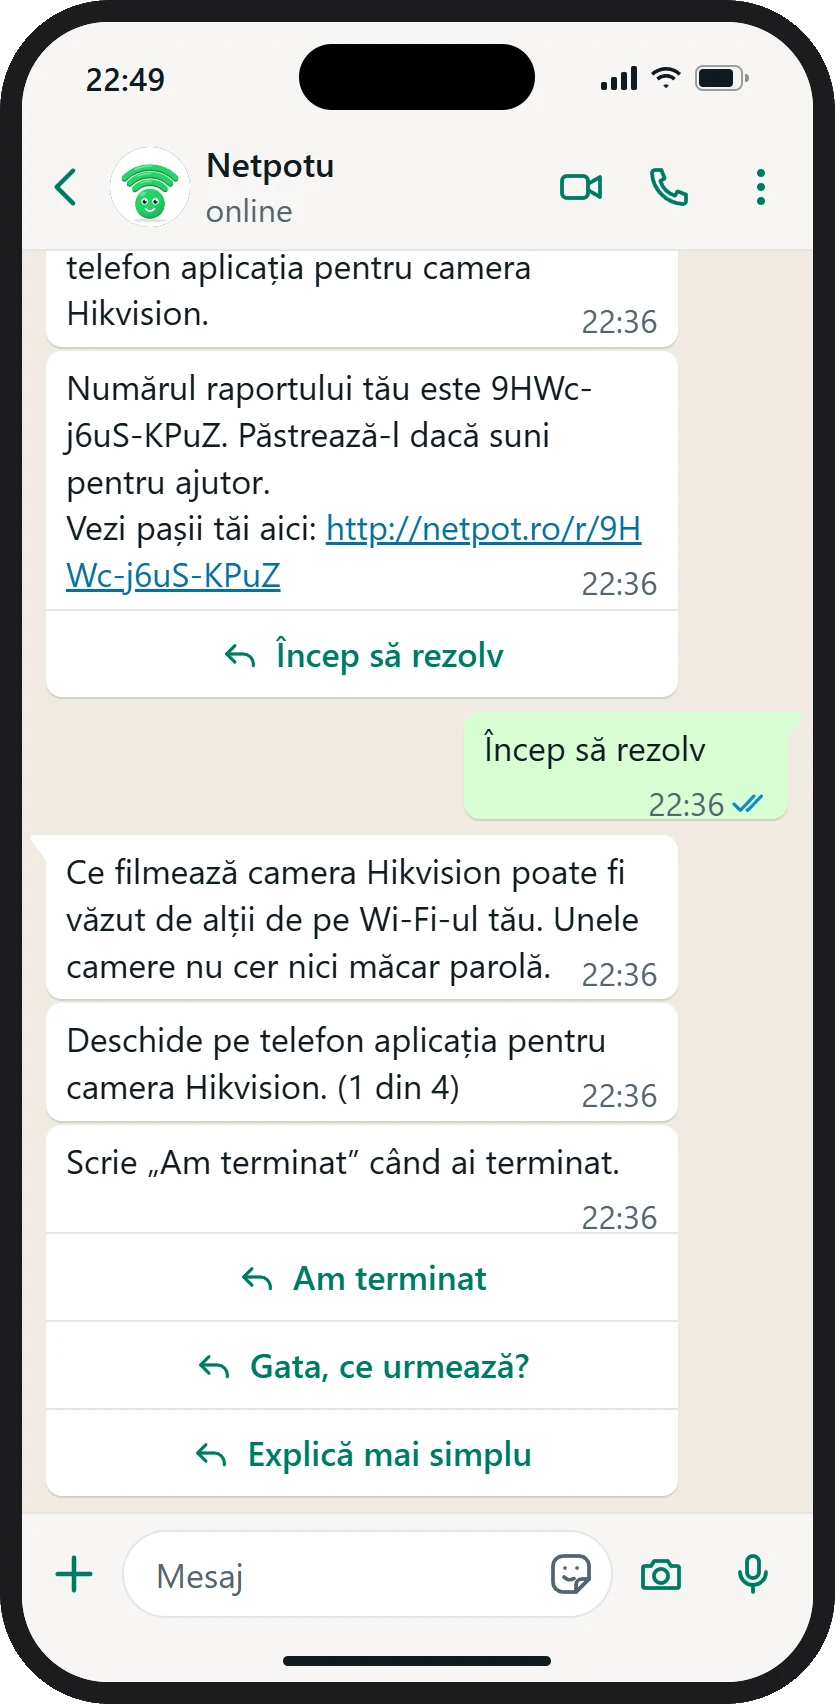 22:49
Netpotu
online
telefon aplicația pentru camera
Hikvision.
22:36
Numărul raportului tău este 9HWc-
j6uS-KPuZ. Păstrează-l dacă suni
pentru ajutor.
Vezi pașii tăi aici: http://netpot.ro/r/9H
Wc-j6uS-KPuZ
22:36
Încep să rezolv
Încep să rezolv
22:36
Ce filmează camera Hikvision poate fi
văzut de alții de pe Wi-Fi-ul tău. Unele
camere nu cer nici măcar parolă.
22:36
Deschide pe telefon aplicația pentru
camera Hikvision. (1 din 4)
22:36
Scrie „Am terminat” când ai terminat.
22:36
Am terminat
Gata, ce urmează?
Explică mai simplu
Mesaj